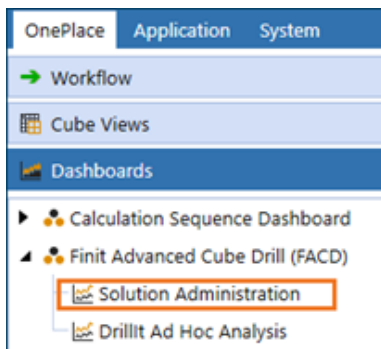 OnePlace Application System
Workflow
Cube Views
Dashboards
Calculation Sequence Dashboard
Finit Advanced Cube Drill (FACD)
Solution Administration
DrillIt Ad Hoc Analysis